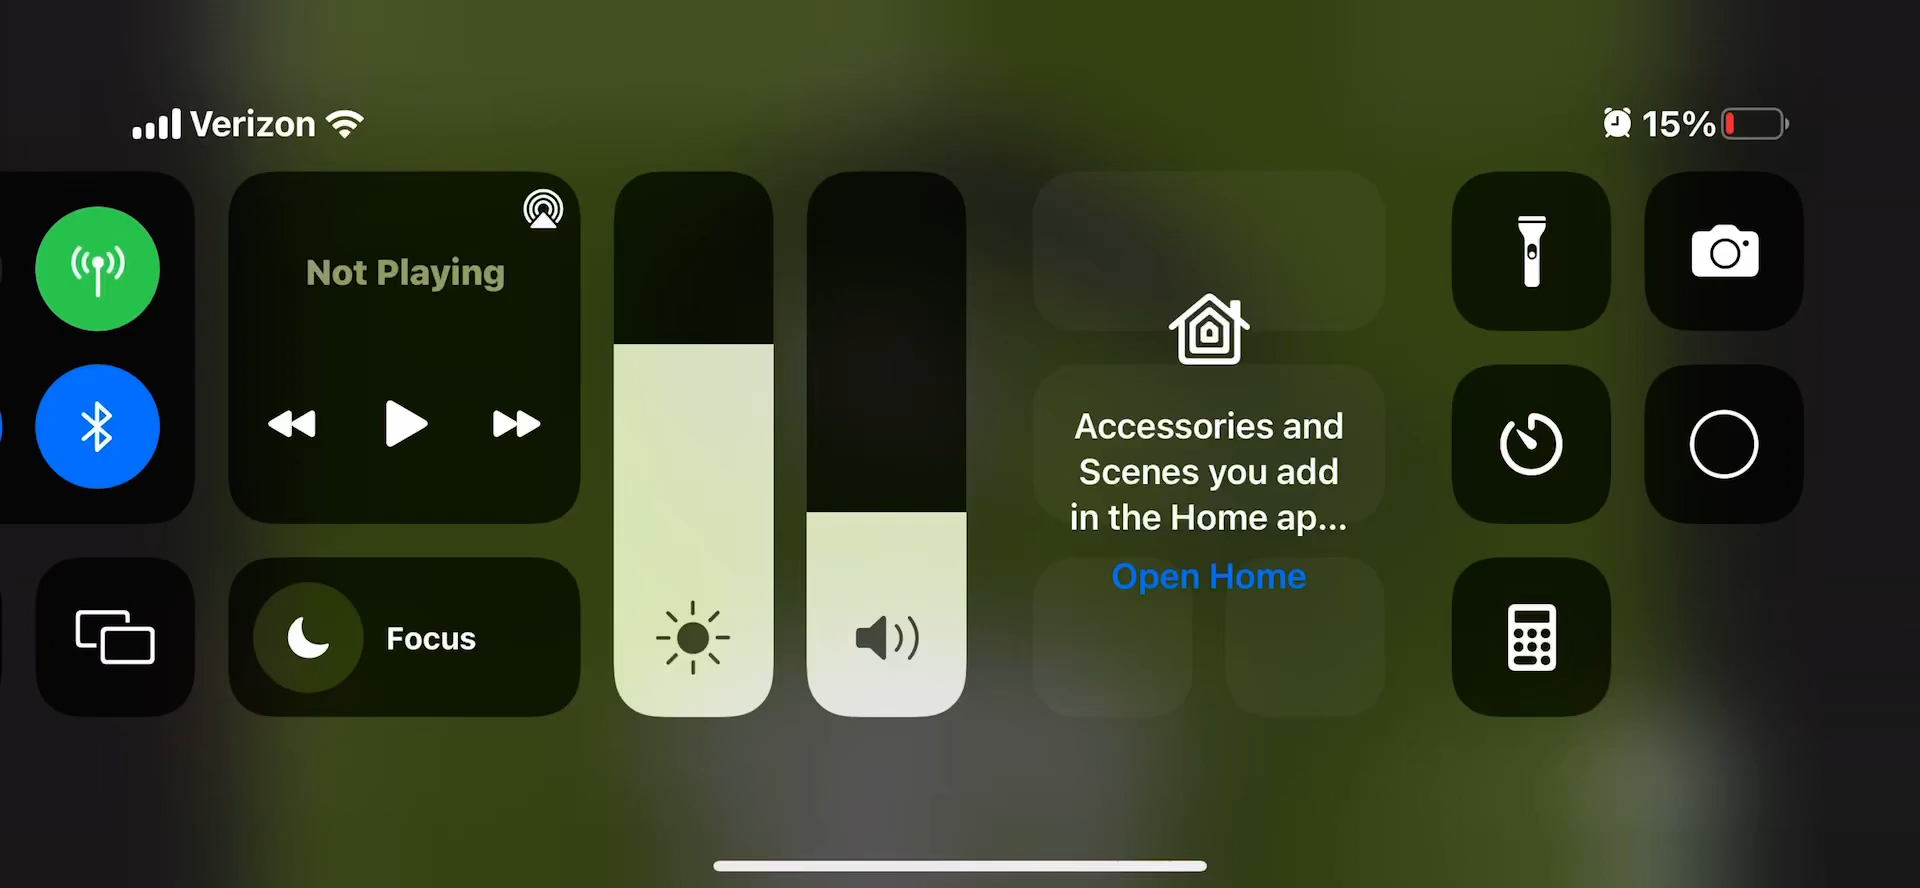 Verizon
15%
Not Playing
Focus
Accessories and
Scenes you add
in the Home ap...
Open Home